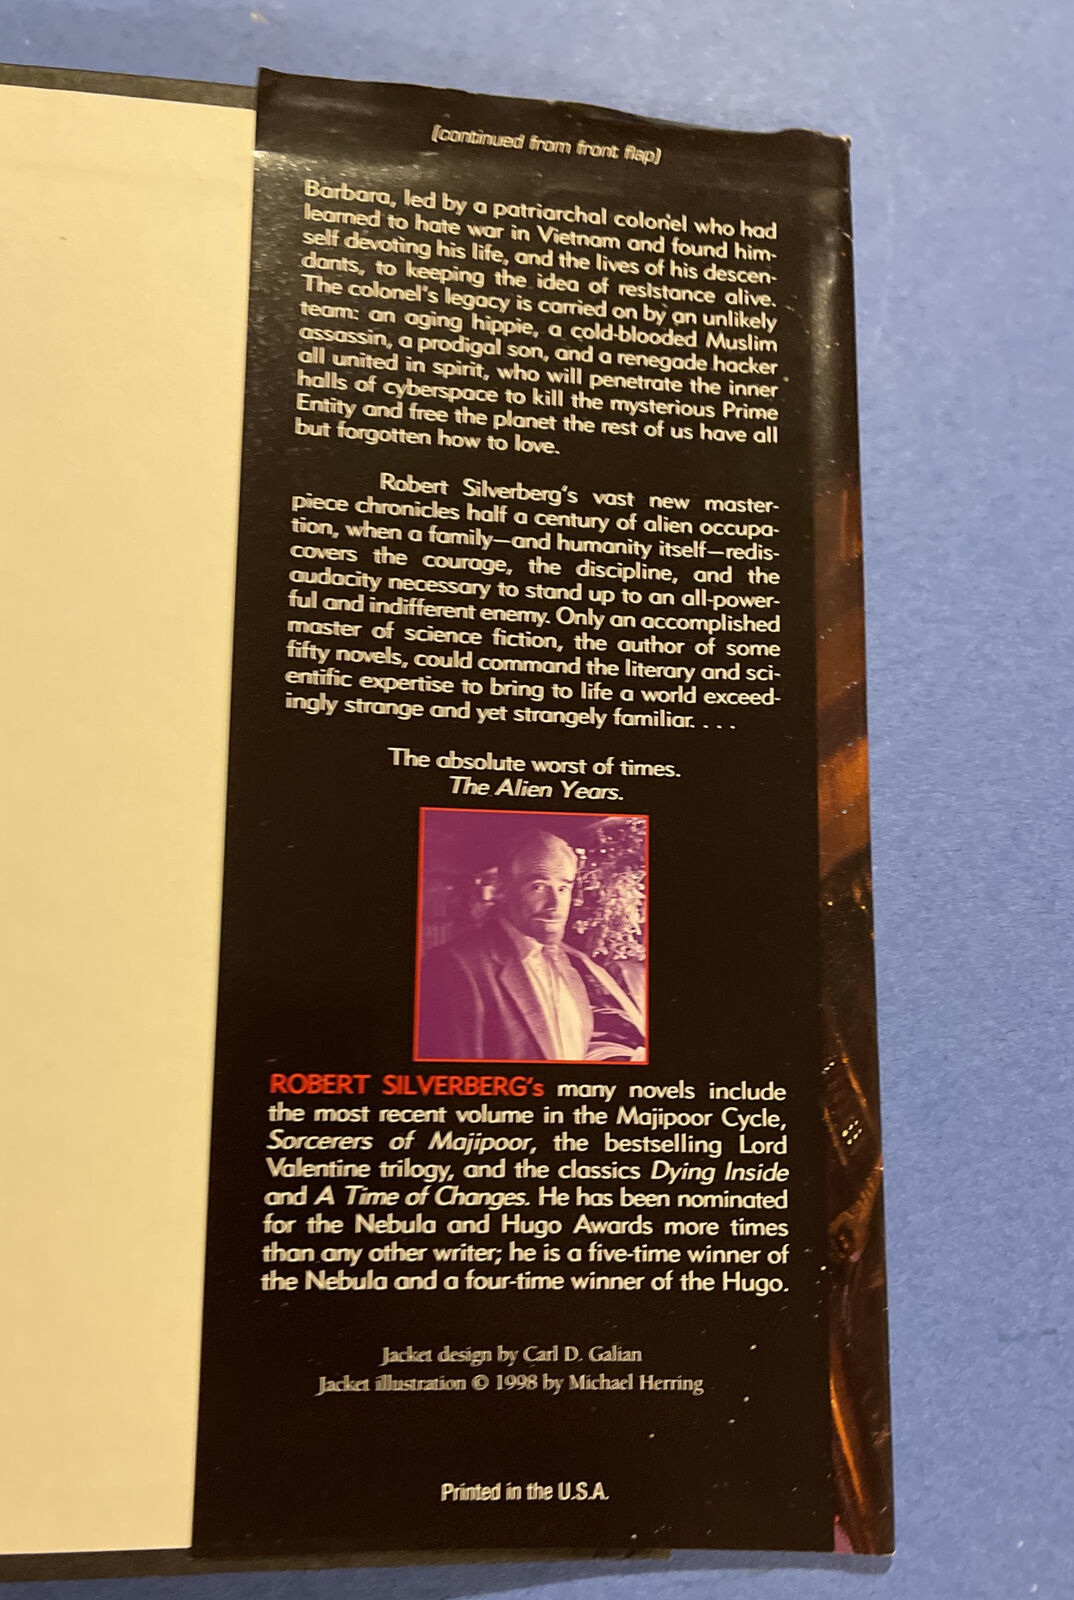 (continued from front flap)
Barbara, led by a patriarchal colonel who had
learned to hate war in Vietnam and found him-
self devoting his life, and the lives of his descen-
dants, to keeping the idea of resistance alive.
The colonel's legacy is carried on by an unlikely
team: an aging hippie, a cold-blooded Muslim
assassin, a prodigal son, and a renegade hacker
all united in spirit, who will penetrate the inner
halls of cyberspace to kill the mysterious Prime
Entity and free the planet the rest of us have all
but forgotten how to love.
Robert Silverberg's vast new master-
piece chronicles half a century of alien occupa-
tion, when a family—and humanity itself—redis-
covers the courage, the discipline, and the
audacity necessary to stand up to an all-power-
ful and indifferent enemy. Only an accomplished
master of science fiction, the author of some
fifty novels, could command the literary and sci-
entific expertise to bring to life a world exceed-
ingly strange and yet strangely familiar. . . .
The absolute worst of times.
The Alien Years.
ROBERT SILVERBERG's many novels include
the most recent volume in the Majipoor Cycle,
Sorcerers of Majipoor, the bestselling Lord
Valentine trilogy, and the classics Dying Inside
and A Time of Changes. He has been nominated
for the Nebula and Hugo Awards more times
than any other writer; he is a five-time winner of
the Nebula and a four-time winner of the Hugo.
Jacket design by Carl D. Galian
Jacket illustration © 1998 by Michael Herring
Printed in the U.S.A.